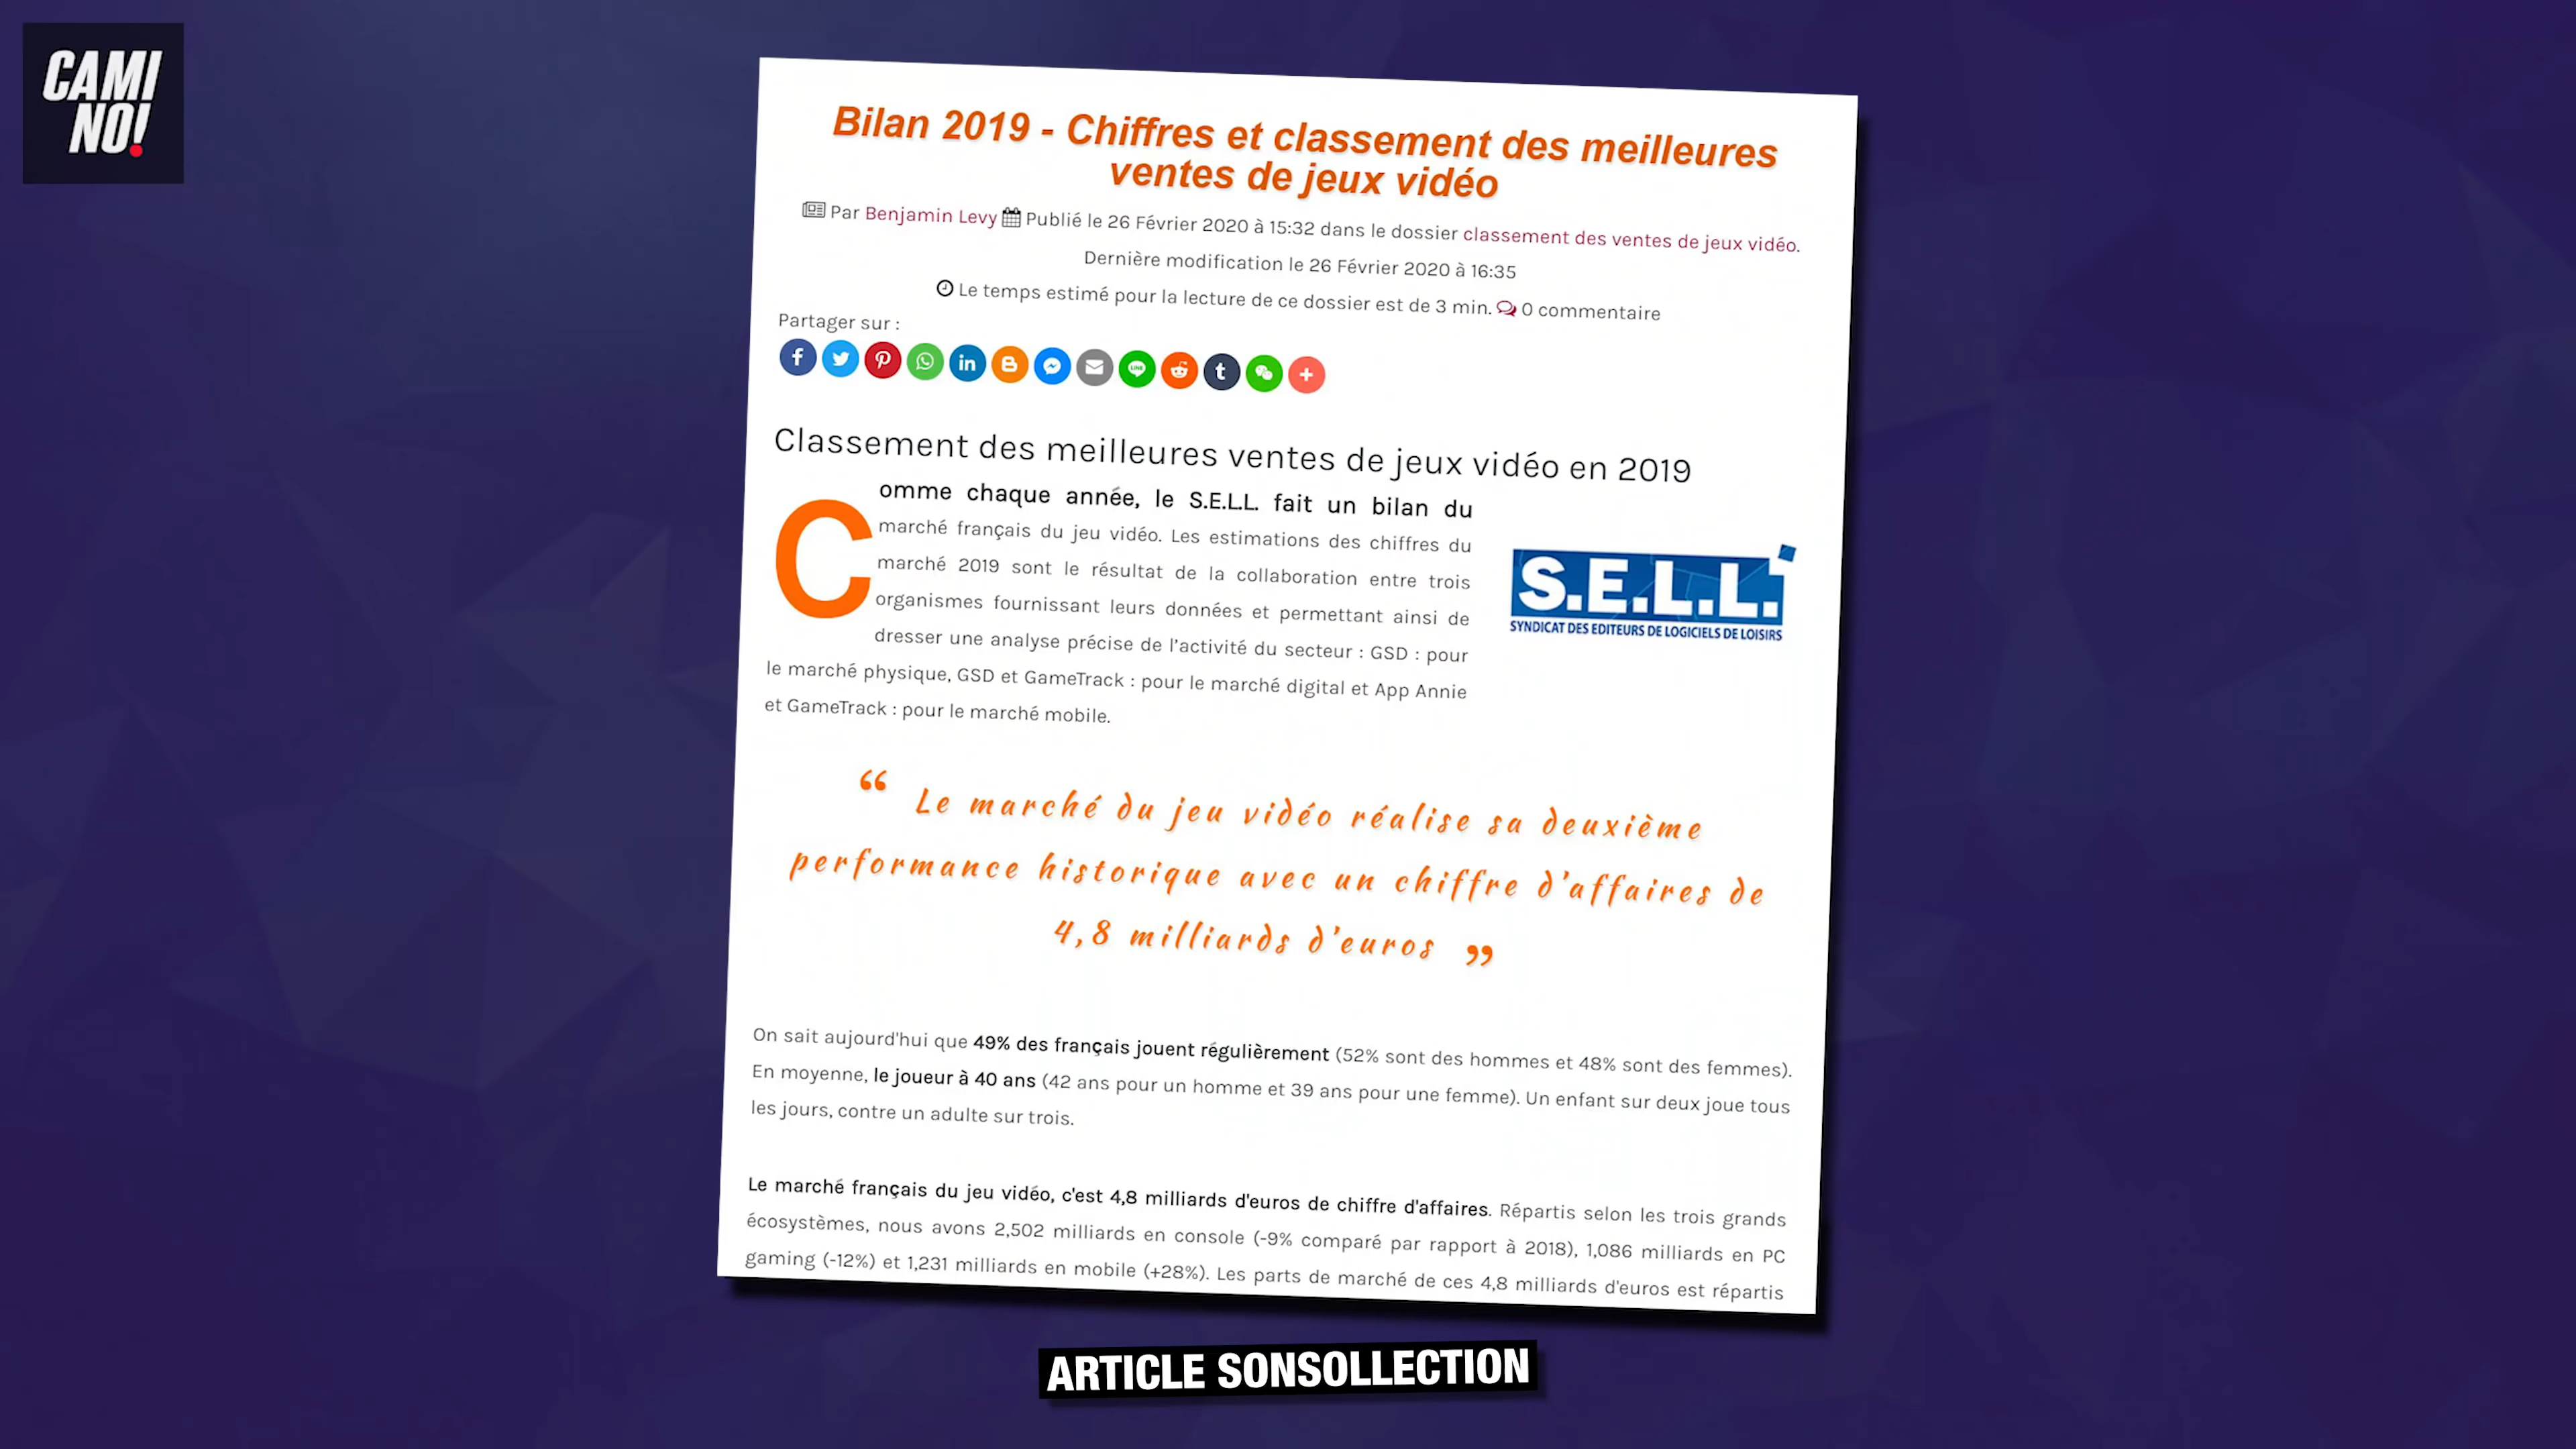 CAMI
NO!
Bilan 2019 - Chiffres et classement des meilleures
ventes de jeux vidéo
Par Benjamin Levy Publié le 26 Février 2020 à 15:32 dans le dossier classement des ventes de jeux vidéo.
Dernière modification le 26 Février 2020 à 16:35
Le temps estimé pour la lecture de ce dossier est de 3 min. 0 commentaire
Partager sur :
Classement des meilleures ventes de jeux vidéo en 2019
Comme chaque année, le S.E.L.L. fait un bilan du
marché français du jeu vidéo. Les estimations des chiffres du
marché 2019 sont le résultat de la collaboration entre trois
organismes fournissant leurs données et permettant ainsi de
dresser une analyse précise de l'activité du secteur : GSD : pour
le marché physique, GSD et GameTrack : pour le marché digital et App Annie
et GameTrack : pour le marché mobile.
S.E.L.L.
SYNDICAT DES EDITEURS DE LOGICIELS DE LOISIRS
“ Le marché du jeu vidéo réalise sa deuxième
performance historique avec un chiffre d'affaires de
4,8 milliards d'euros ”
On sait aujourd'hui que 49% des français jouent régulièrement (52% sont des hommes et 48% sont des femmes).
En moyenne, le joueur à 40 ans (42 ans pour un homme et 39 ans pour une femme). Un enfant sur deux joue tous
les jours, contre un adulte sur trois.
Le marché français du jeu vidéo, c'est 4,8 milliards d'euros de chiffre d'affaires. Répartis selon les trois grands
écosystèmes, nous avons 2,502 milliards en console (-9% comparé par rapport à 2018), 1,086 milliards en PC
gaming (-12%) et 1,231 milliards en mobile (+28%). Les parts de marché de ces 4,8 milliards d'euros est répartis
ARTICLE SONSOLLECTION